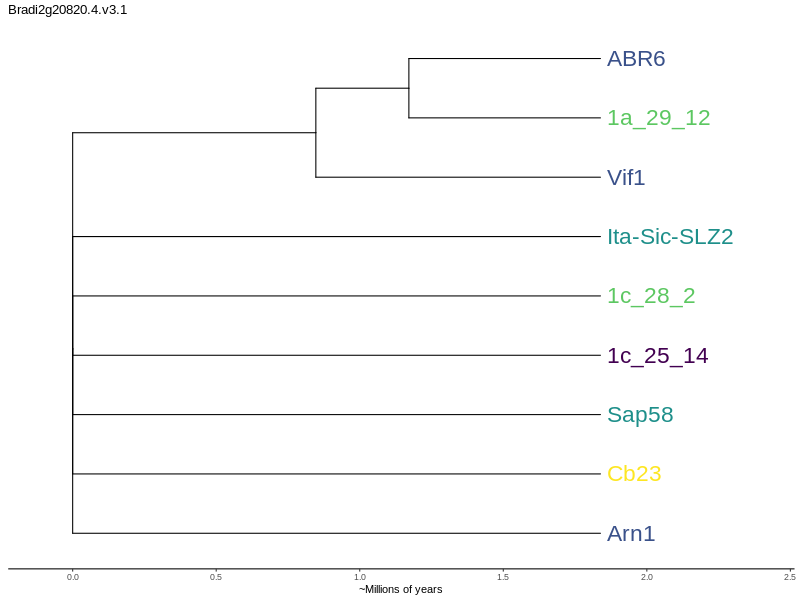 Bradi2g20820.4.v3.1
ABR6
1a_29_12
Vif1
Ita-Sic-SLZ2
1c_28_2
1c_25_14
Sap58
Cb23
Arn1
0.0 0.5 1.0 1.5 2.0 2.5
~Millions of years